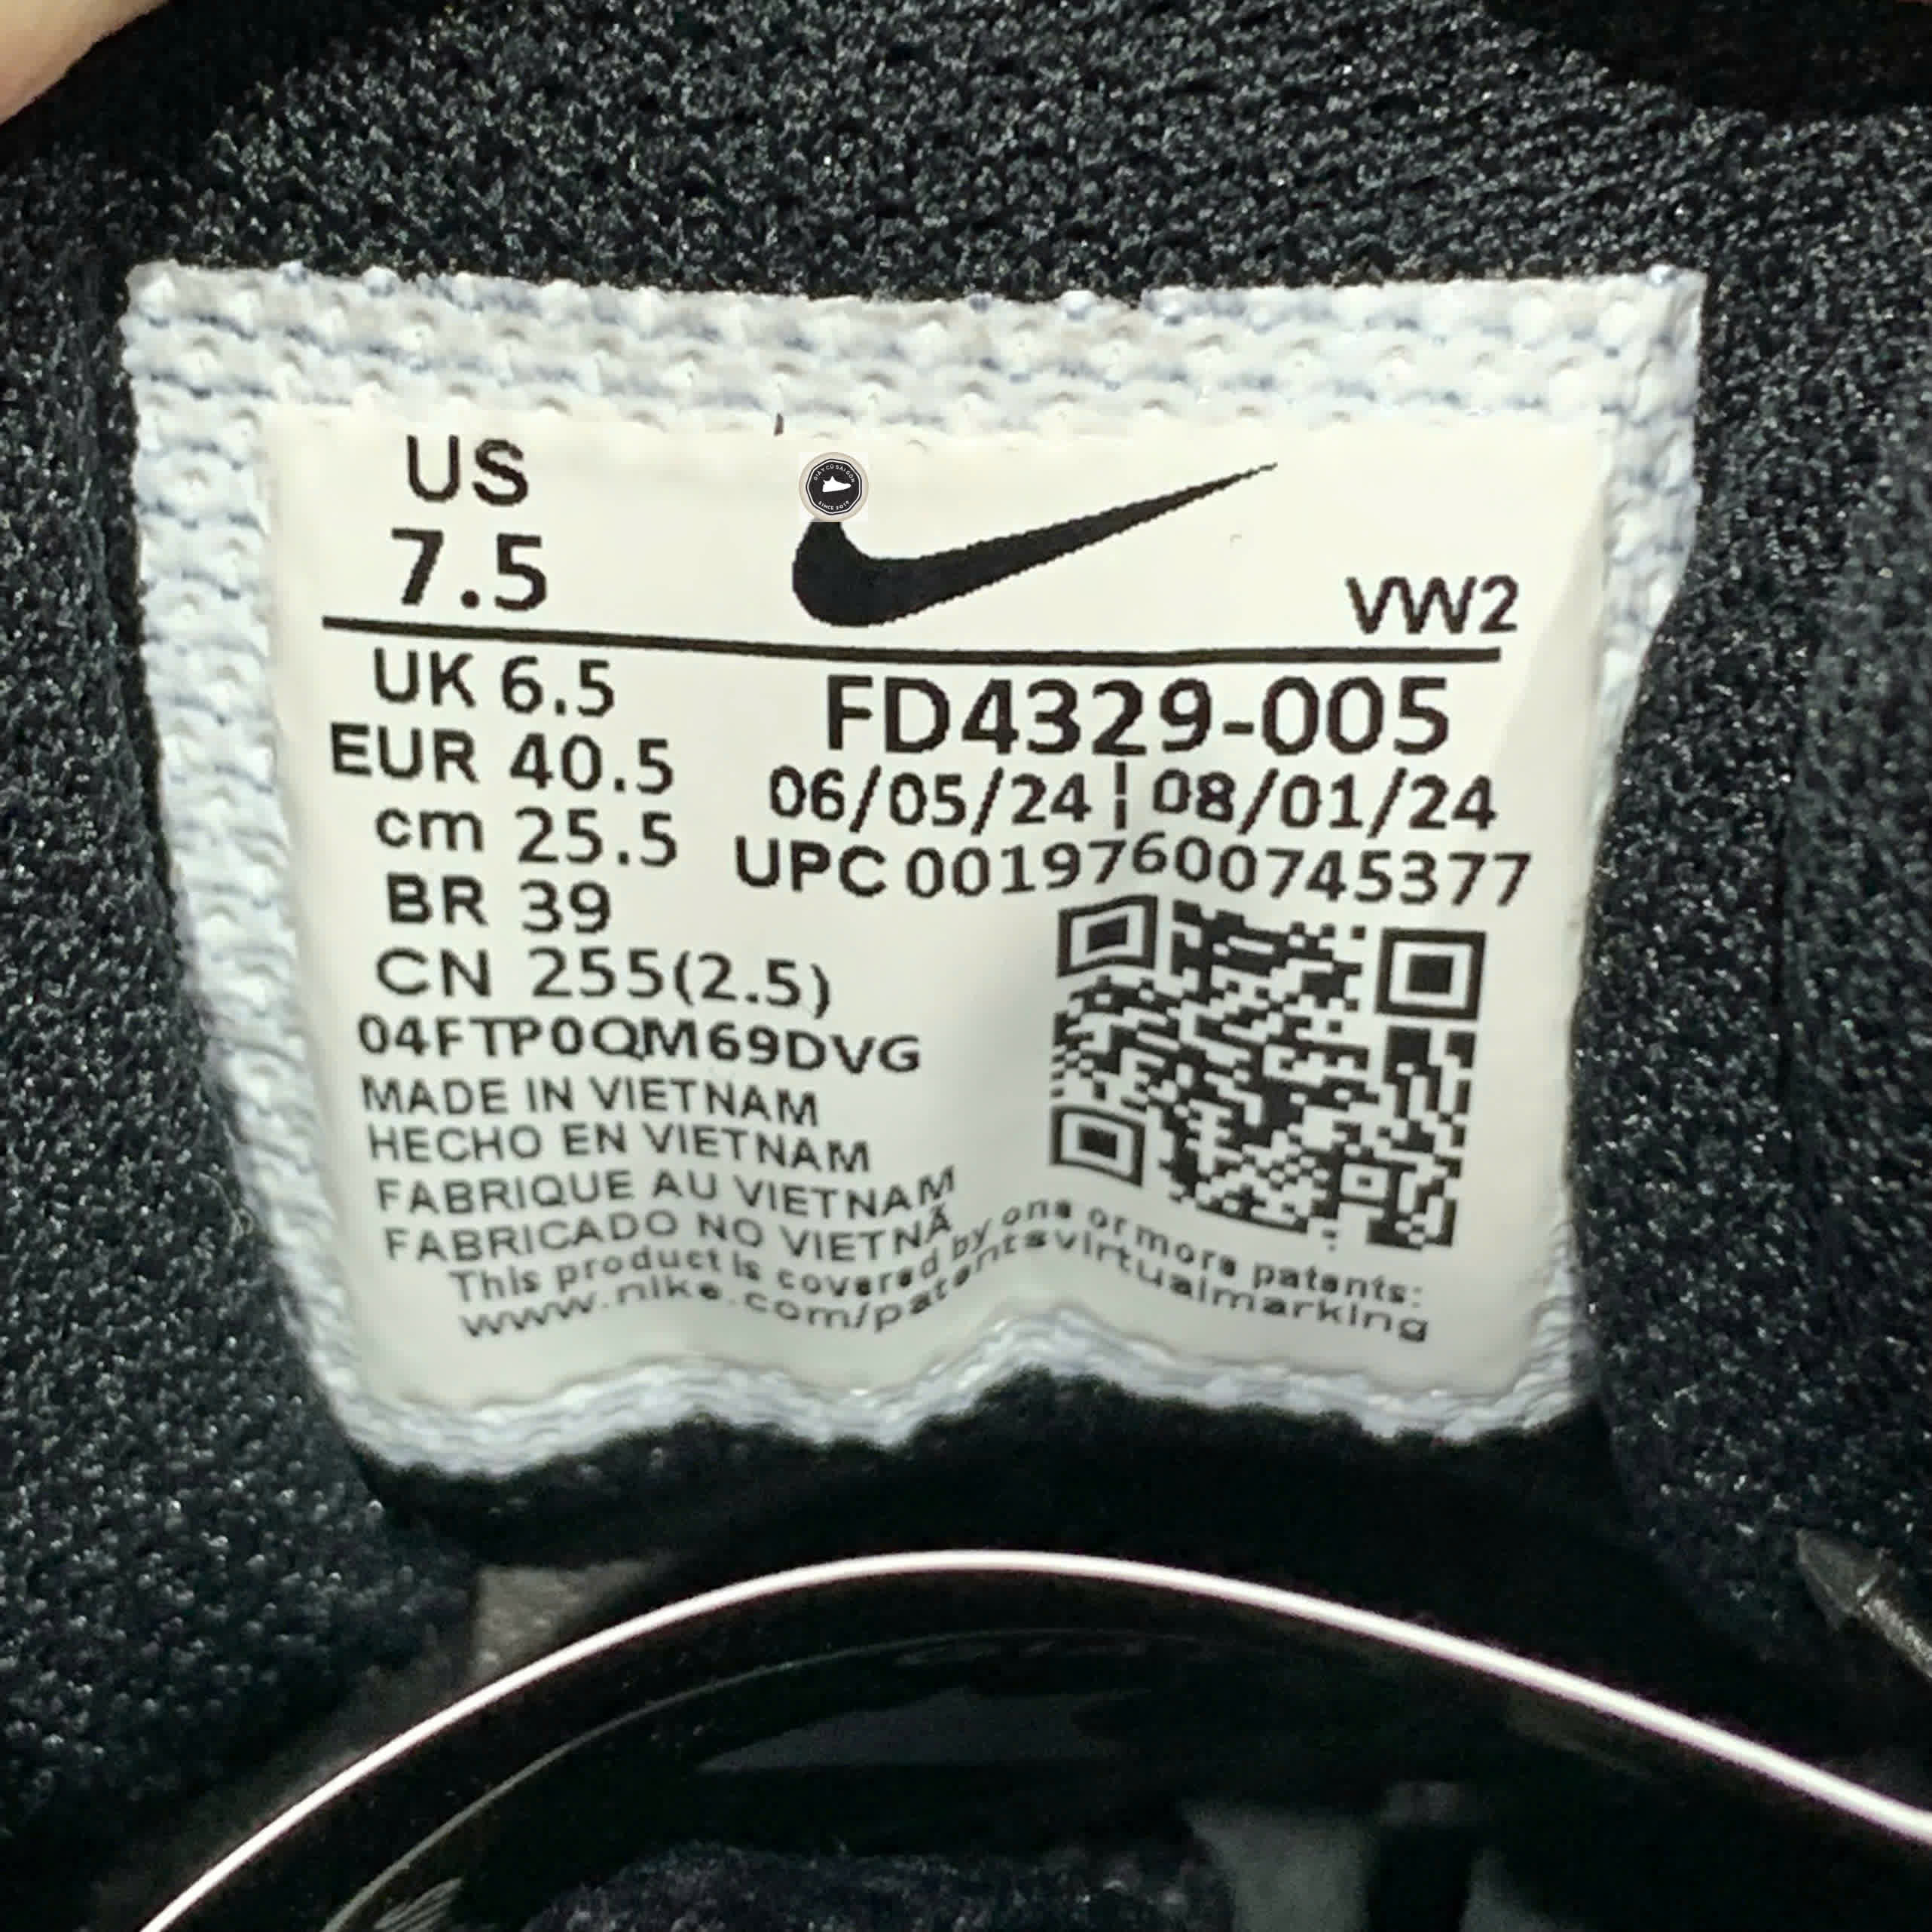 US
7.5
VW2
UK 6.5
EUR 40.5
cm 25.5
BR 39
CN 255(2.5)
FD4329-005
06/05/24 | 08/01/24
UPC 00197600745377
04FTP0QM69DVG
MADE IN VIETNAM
HECHO EN VIETNAM
FABRIQUE AU VIETNAM
FABRICADO NO VIETNÃ
This product is covered by one or more patents:
www.nike.com/patentsvirtualmarking
SINCE 2019